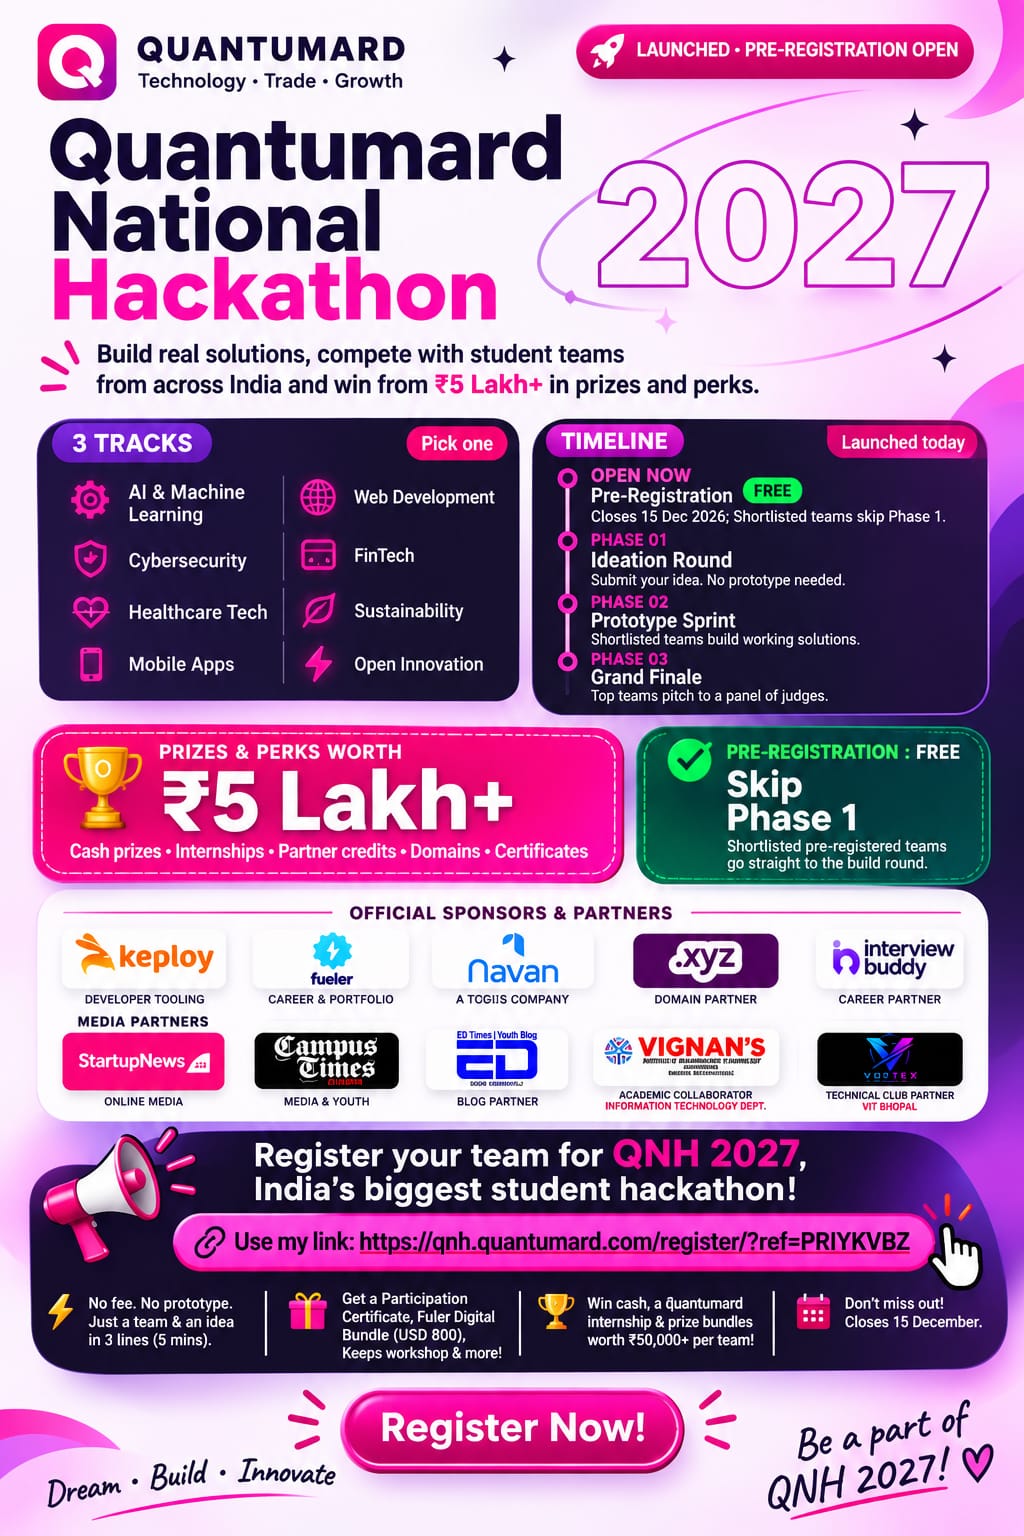 Q QUANTUMARD
Technology • Trade • Growth
LAUNCHED • PRE-REGISTRATION OPEN
Quantumard
National
Hackathon
2027
Build real solutions, compete with student teams
from across India and win from ₹5 Lakh+ in prizes and perks.
3 TRACKS
Pick one
AI & Machine
Learning
Web Development
Cybersecurity
FinTech
Healthcare Tech
Sustainability
Mobile Apps
Open Innovation
TIMELINE
Launched today
OPEN NOW
Pre-Registration FREE
Closes 15 Dec 2026; Shortlisted teams skip Phase 1.
PHASE 01
Ideation Round
Submit your idea. No prototype needed.
PHASE 02
Prototype Sprint
Shortlisted teams build working solutions.
PHASE 03
Grand Finale
Top teams pitch to a panel of judges.
PRIZES & PERKS WORTH
₹5 Lakh+
Cash prizes • Internships • Partner credits • Domains • Certificates
PRE-REGISTRATION : FREE
Skip
Phase 1
Shortlisted pre-registered teams
go straight to the build round.
OFFICIAL SPONSORS & PARTNERS
keploy
DEVELOPER TOOLING
fueler
CAREER & PORTFOLIO
navan
A TOGIIS COMPANY
.xyz
DOMAIN PARTNER
interview
buddy
CAREER PARTNER
MEDIA PARTNERS
StartupNews
ONLINE MEDIA
Campus
Times
MEDIA & YOUTH
ED Times | Youth Blog
ED
BLOG PARTNER
VIGNAN'S
ACADEMIC COLLABORATOR
INFORMATION TECHNOLOGY DEPT.
VORTEX
TECHNICAL CLUB PARTNER
VIT BHOPAL
Register your team for QNH 2027,
India's biggest student hackathon!
Use my link: https://qnh.quantumard.com/register/?ref=PRIYKVBZ
No fee. No prototype.
Just a team & an idea
in 3 lines (5 mins).
Get a Participation
Certificate, Fuler Digital
Bundle (USD 800),
Keeps workshop & more!
Win cash, a quantumard
internship & prize bundles
worth ₹50,000+ per team!
Don't miss out!
Closes 15 December.
Register Now!
Dream • Build • Innovate
Be a part of
QNH 2027!